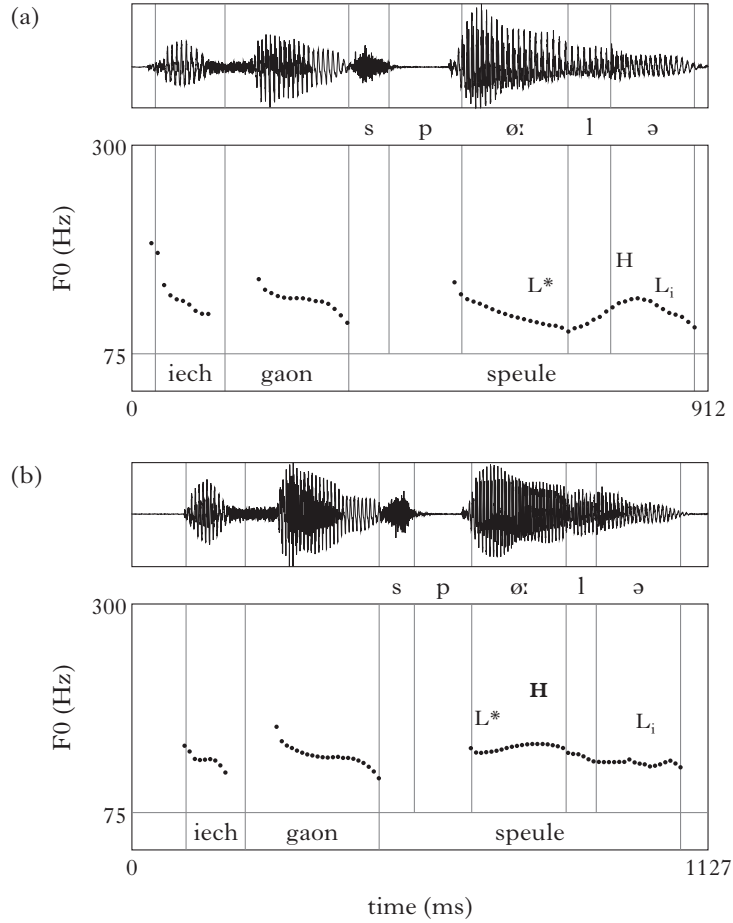 (a)
s p øː l ə
300
F0 (Hz)
L* H Li
75
iech gaon speule
0 912
(b)
s p øː l ə
300
F0 (Hz)
L* H Li
75
iech gaon speule
0 1127
time (ms)